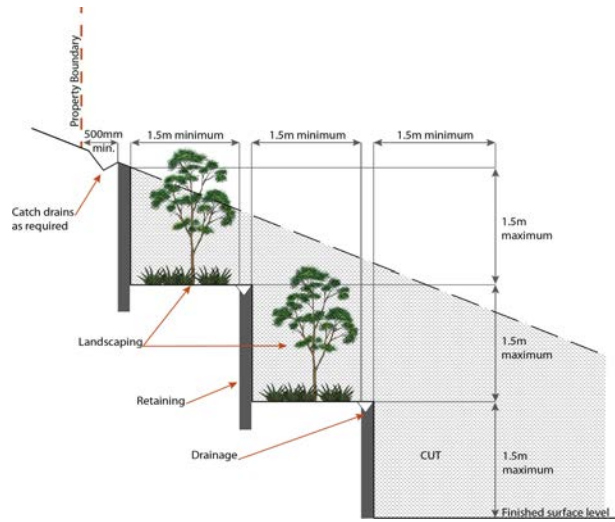 Property Boundary
500mm
min.
1.5m minimum
1.5m minimum
1.5m minimum
Catch drains
as required
1.5m
maximum
Landscaping
1.5m
maximum
Retaining
Drainage
CUT
1.5m
maximum
Finished surface level